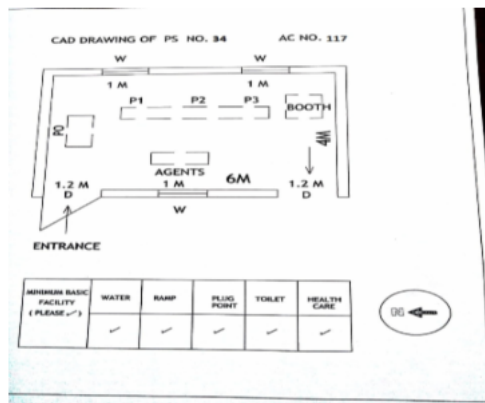 CAD DRAWING OF PS NO. 34 AC NO. 117
W W
1 M 1 M
P1 P2 P3
BOOTH
PO
4M
AGENTS
6M
1.2 M 1 M 1.2 M
D W D
ENTRANCE
MINIMUM BASIC FACILITY ( PLEASE ✓ ) WATER RAMP PLUG POINT TOILET HEALTH CARE
✓ ✓ ✓ ✓ ✓